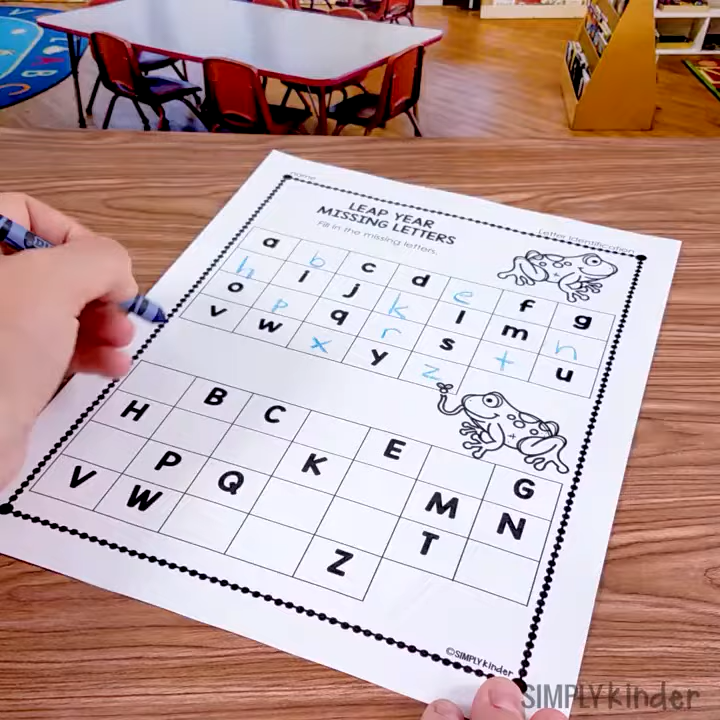 name
Letter Identification
LEAP YEAR
MISSING LETTERS
Fill in the missing letters.
a b c d e f g
h i j k l m n
o p q r s t u
v w x y z
B C E G
H K M N
P Q T
V W Z
©SIMPLYkinder
SIMPLYkinder